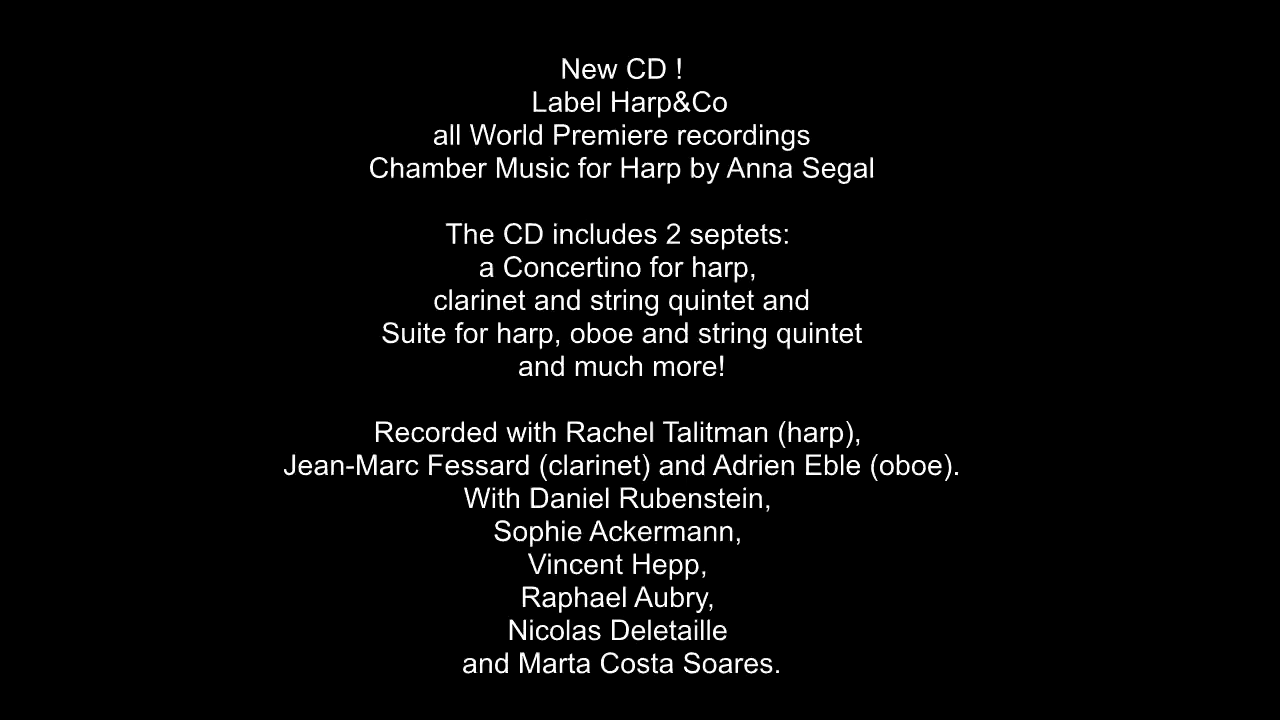 New CD !
Label Harp&Co
all World Premiere recordings
Chamber Music for Harp by Anna Segal
The CD includes 2 septets:
a Concertino for harp,
clarinet and string quintet and
Suite for harp, oboe and string quintet
and much more!
Recorded with Rachel Talitman (harp),
Jean-Marc Fessard (clarinet) and Adrien Eble (oboe).
With Daniel Rubenstein,
Sophie Ackermann,
Vincent Hepp,
Raphael Aubry,
Nicolas Deletaille
and Marta Costa Soares.